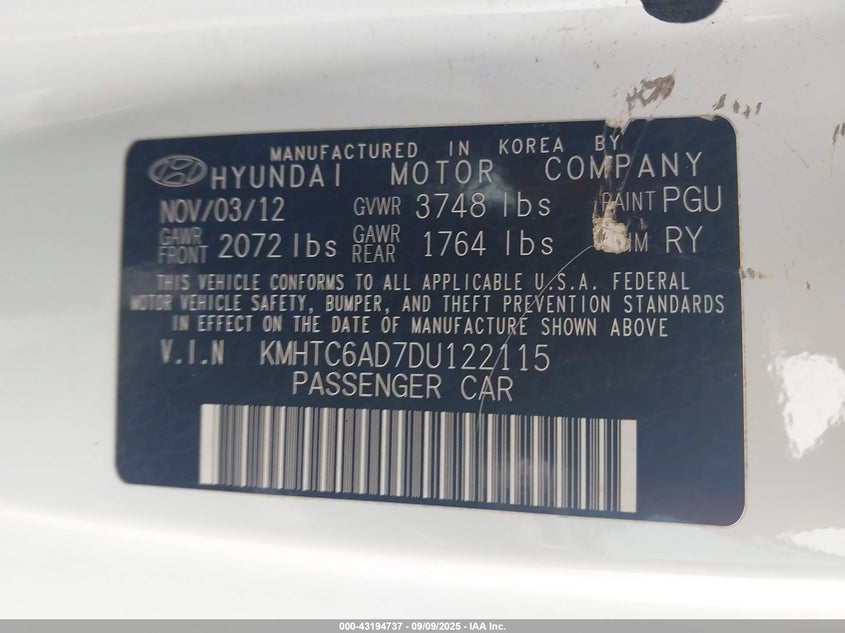 MANUFACTURED IN KOREA BY
HYUNDAI MOTOR COMPANY
NOV/03/12 GVWR 3748 lbs PAINT PGU
GAWR FRONT 2072 lbs GAWR REAR 1764 lbs RY
THIS VEHICLE CONFORMS TO ALL APPLICABLE U.S.A. FEDERAL
MOTOR VEHICLE SAFETY, BUMPER, AND THEFT PREVENTION STANDARDS
IN EFFECT ON THE DATE OF MANUFACTURE SHOWN ABOVE
V.I.N KMHTC6AD7DU122115
PASSENGER CAR
000-43194737 - 09/09/2025 - IAA Inc.